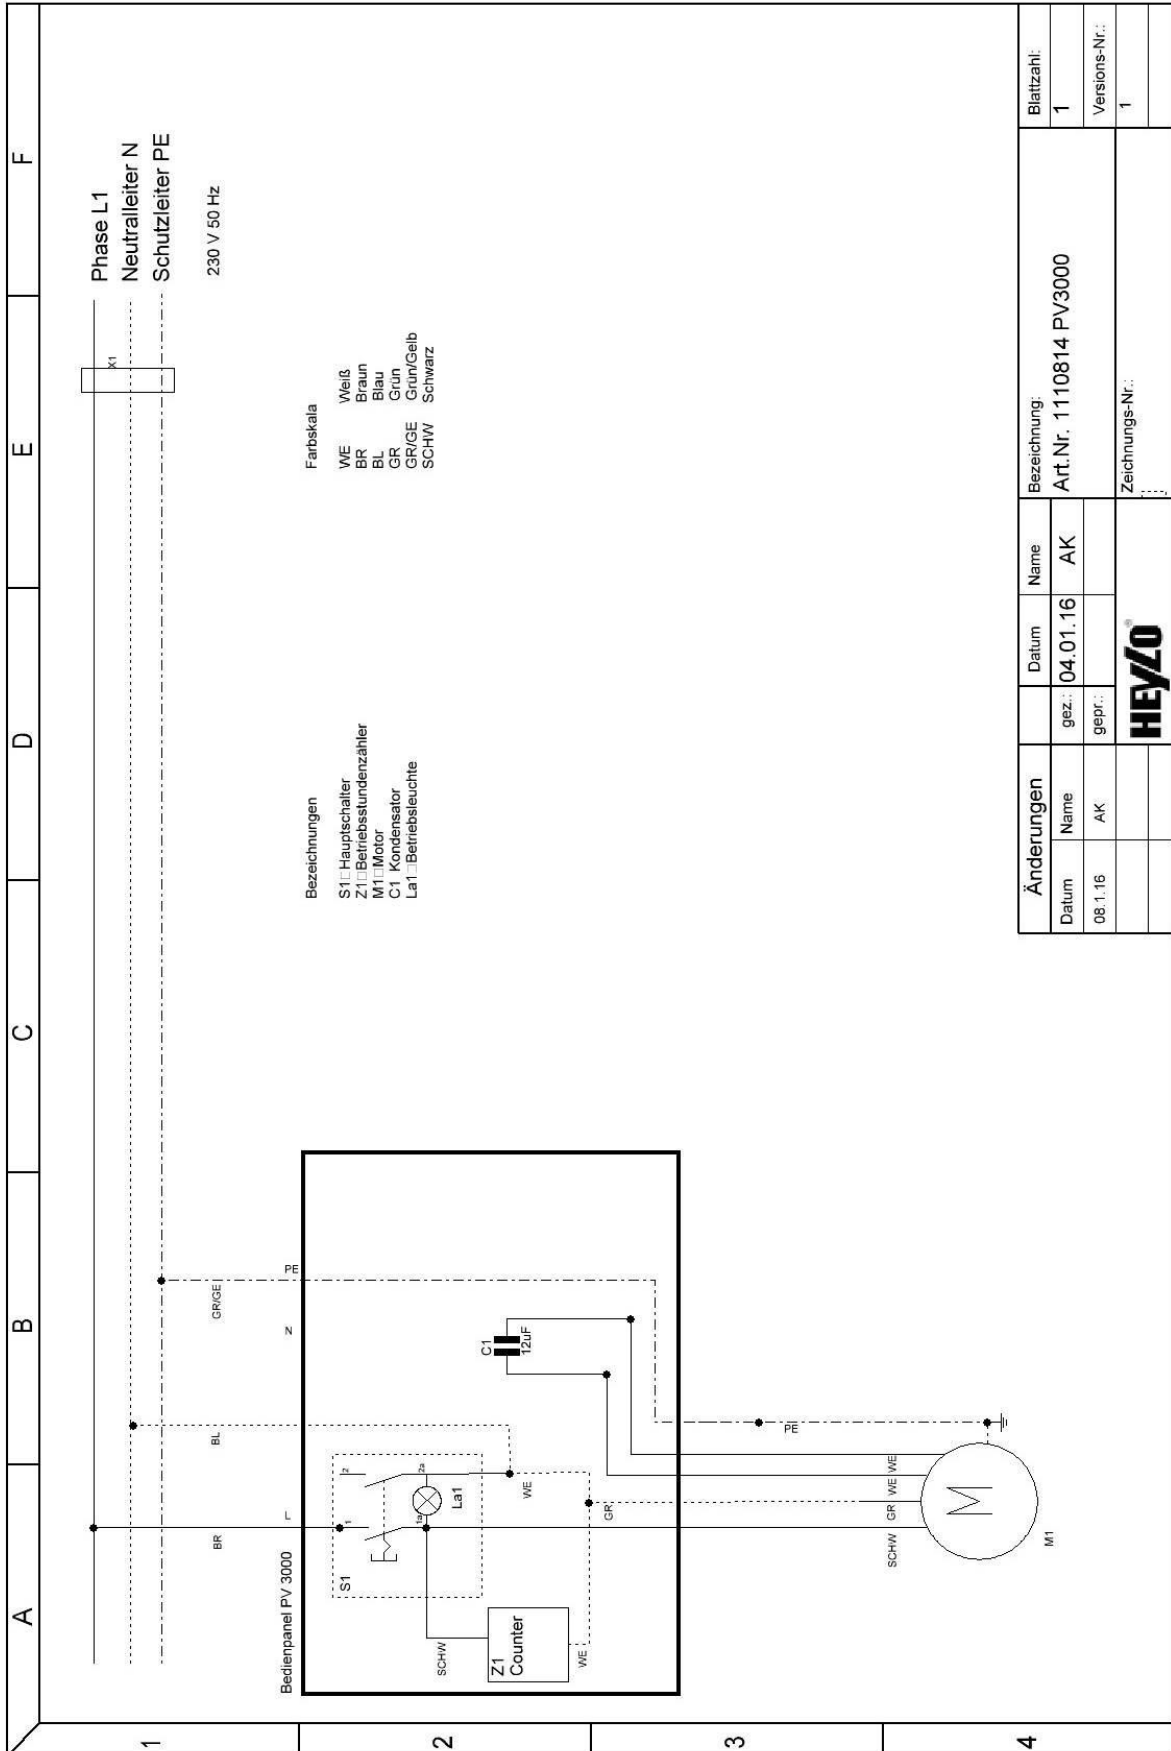 A
B
C
D
E
F
1
2
3
4
Phase L1
Neutralleiter N
Schutzleiter PE
230 V 50 Hz
X1
Farbskala
WE Weiß
BR Braun
BL Blau
GR Grün
GR/GE Grün/Gelb
SCHW Schwarz
Bezeichnungen
S1 Hauptschalter
Z1 Betriebsstundenzähler
M1 Motor
C1 Kondensator
La1 Betriebsleuchte
Bedienpanel PV 3000
BR
BL
GR/GE
L
N
PE
S1
1
2
1a
2a
La1
SCHW
Z1
Counter
WE
WE
GR
C1
12uF
PE
SCHW
GR
WE
WE
M
M1
Änderungen
Datum Name
08.1.16 AK
Datum Name
gez.: 04.01.16 AK
gepr.:
HEYLO®
Bezeichnung:
Art.Nr. 1110814 PV3000
Zeichnungs-Nr.:
Blattzahl:
1
Versions-Nr.:
1